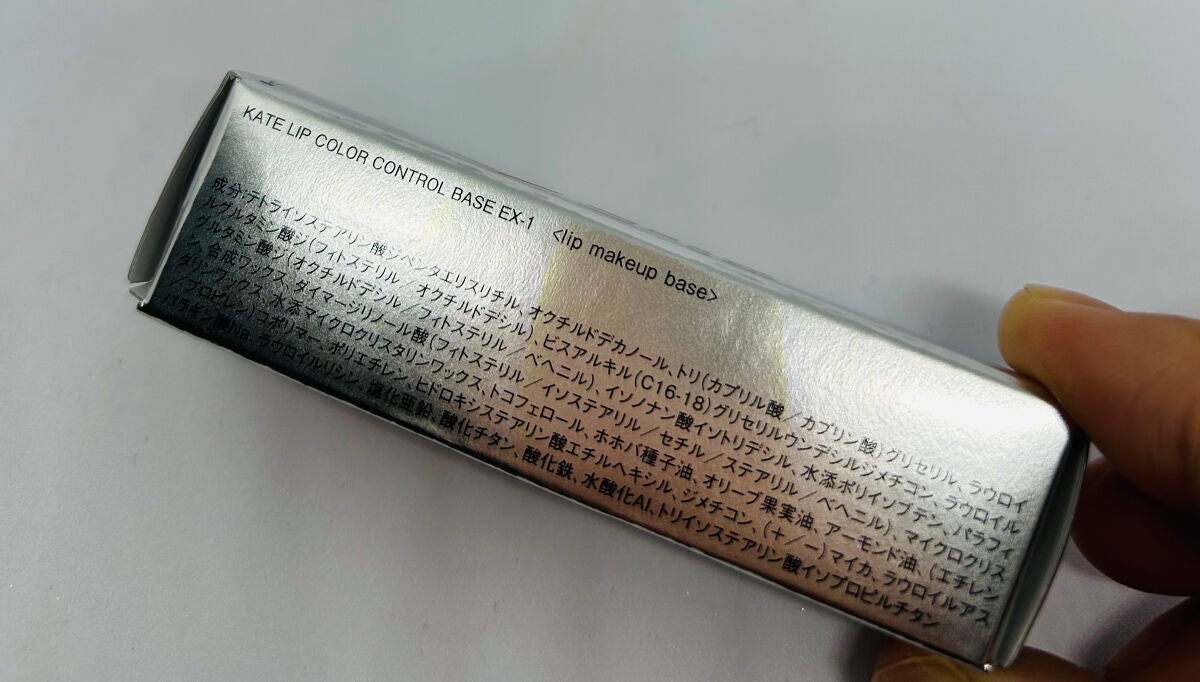 KATE LIP COLOR CONTROL BASE EX-1 <lip makeup base>
成分:テトライソステアリン酸ジペンタエリスリチル、オクチルドデカノール、トリ(カプリル酸/カプリン酸)グリセリル、ラウロイ
ルグルタミン酸ジ(フィトステリル/オクチルドデシル)、ビスアルキル(C16-18)グリセリルウンデシルジメチコン、ラウロイル
グルタミン酸ジ(オクチルドデシル/フィトステリル/ベヘニル)、イソノナン酸イソトリデシル、水添ポリイソブテン、パラフィ
ン、合成ワックス、ダイマージリノール酸(フィトステリル/イソステアリル/セチル/ステアリル/ベヘニル)、マイクロクリス
タリンワックス、水添マイクロクリスタリンワックス、トコフェロール、ホホバ種子油、オリーブ果実油、アーモンド油、(エチレン
/プロピレン)コポリマー、ポリエチレン、ヒドロキシステアリン酸エチルヘキシル、ジメチコン、(+/-)マイカ、ラウロイルアス
パラギン酸Na、ラウロイルリシン、塩化亜鉛、酸化チタン、酸化鉄、水酸化Al、トリイソステアリン酸イソプロピルチタン